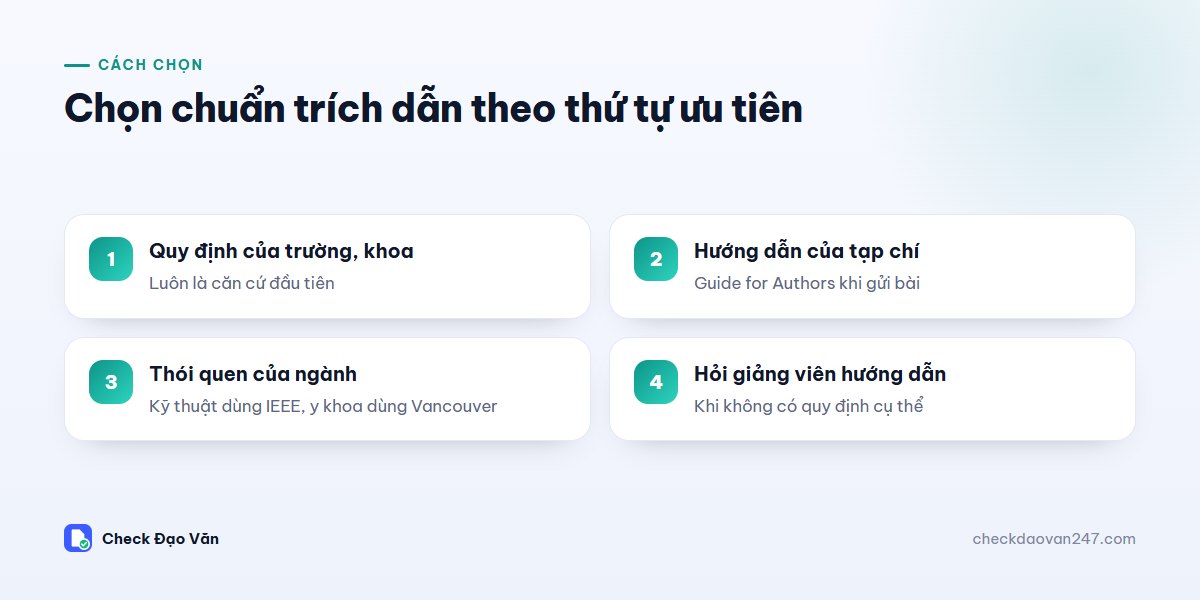 CÁCH CHỌN
Chọn chuẩn trích dẫn theo thứ tự ưu tiên
1
Quy định của trường, khoa
Luôn là căn cứ đầu tiên
2
Hướng dẫn của tạp chí
Guide for Authors khi gửi bài
3
Thói quen của ngành
Kỹ thuật dùng IEEE, y khoa dùng Vancouver
4
Hỏi giảng viên hướng dẫn
Khi không có quy định cụ thể
Check Đạo Văn
checkdaovan247.com